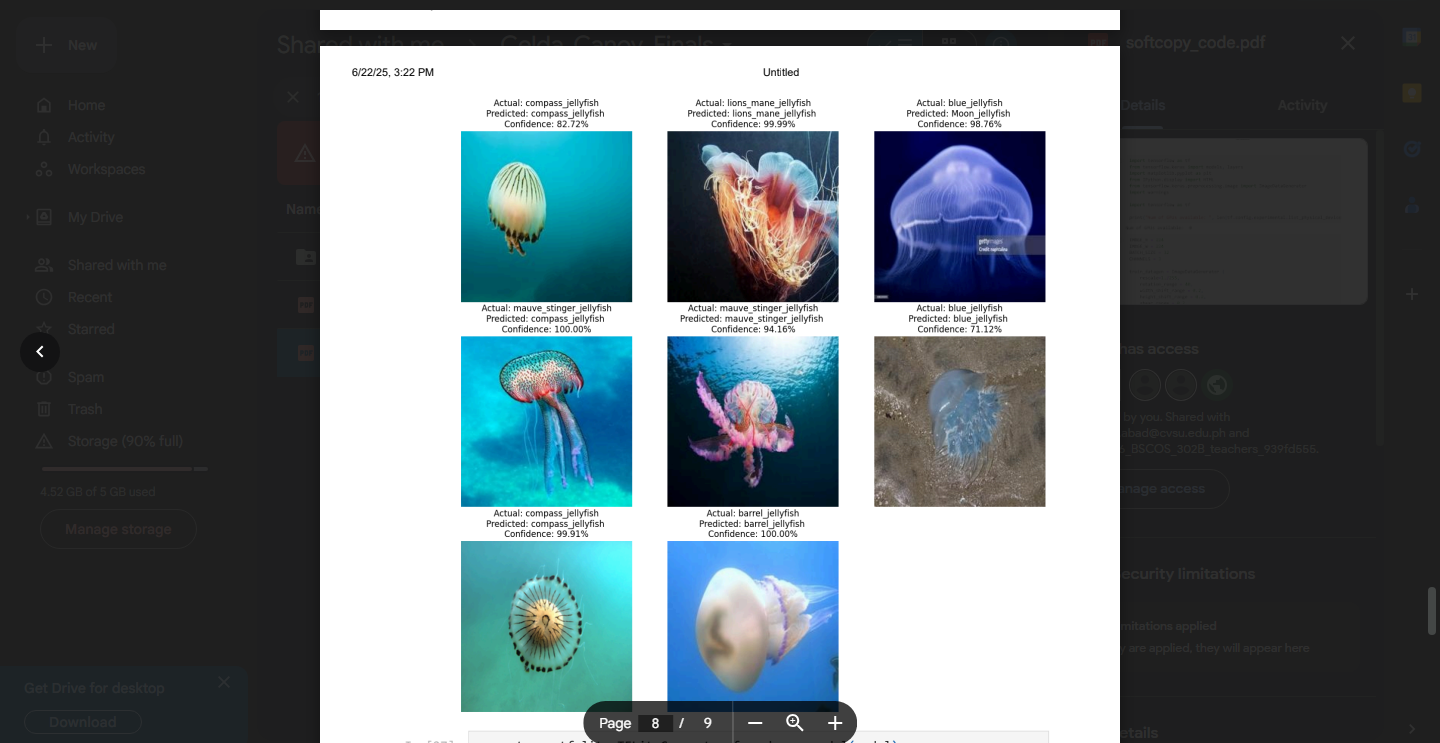 New
Shared with me
Colda_Canoy_Finals
softcopy_code.pdf
6/22/25, 3:22 PM
Untitled
Home
Activity
Workspaces
My Drive
Shared with me
Recent
Starred
Spam
Trash
Storage (90% full)
4.52 GB of 5 GB used
Manage storage
Get Drive for desktop
Download
Name
Actual: compass_jellyfish
Predicted: compass_jellyfish
Confidence: 82.72%
Actual: lions_mane_jellyfish
Predicted: lions_mane_jellyfish
Confidence: 99.99%
Actual: blue_jellyfish
Predicted: Moon_jellyfish
Confidence: 98.76%
gettyimages
Actual: mauve_stinger_jellyfish
Predicted: compass_jellyfish
Confidence: 100.00%
Actual: mauve_stinger_jellyfish
Predicted: mauve_stinger_jellyfish
Confidence: 94.16%
Actual: blue_jellyfish
Predicted: blue_jellyfish
Confidence: 71.12%
Actual: compass_jellyfish
Predicted: compass_jellyfish
Confidence: 99.91%
Actual: barrel_jellyfish
Predicted: barrel_jellyfish
Confidence: 100.00%
Page 8 / 9
Details
Activity
has access
by you. Shared with
abad@cvsu.edu.ph and
s_BSCOS_302B_teachers_939fd655.
anage access
ecurity limitations
mitations applied
y are applied, they will appear here
etails